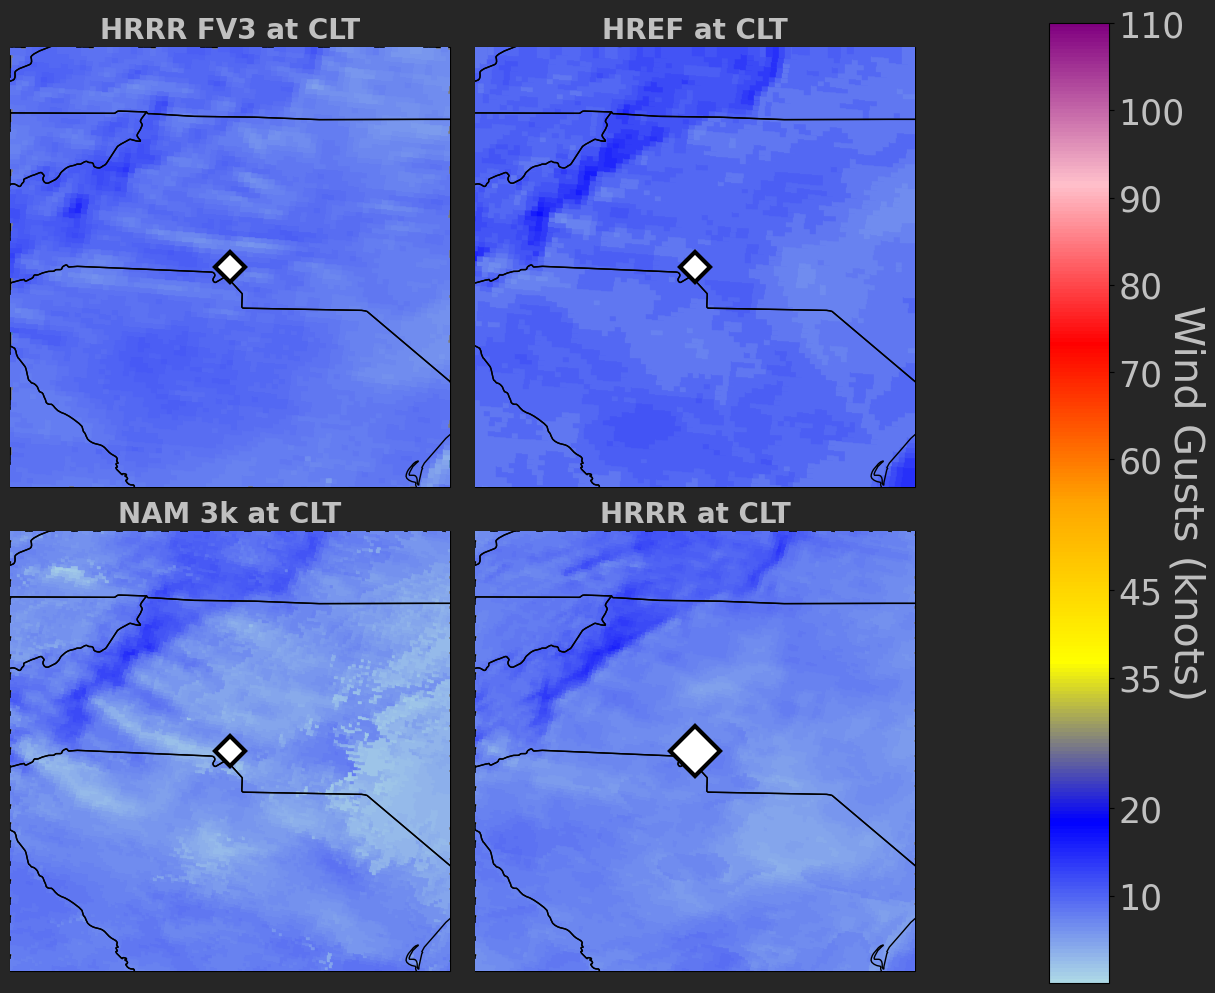 HRRR FV3 at CLT
HREF at CLT
NAM 3k at CLT
HRRR at CLT
110
100
90
80
70
60
45
35
20
10
Wind Gusts (knots)